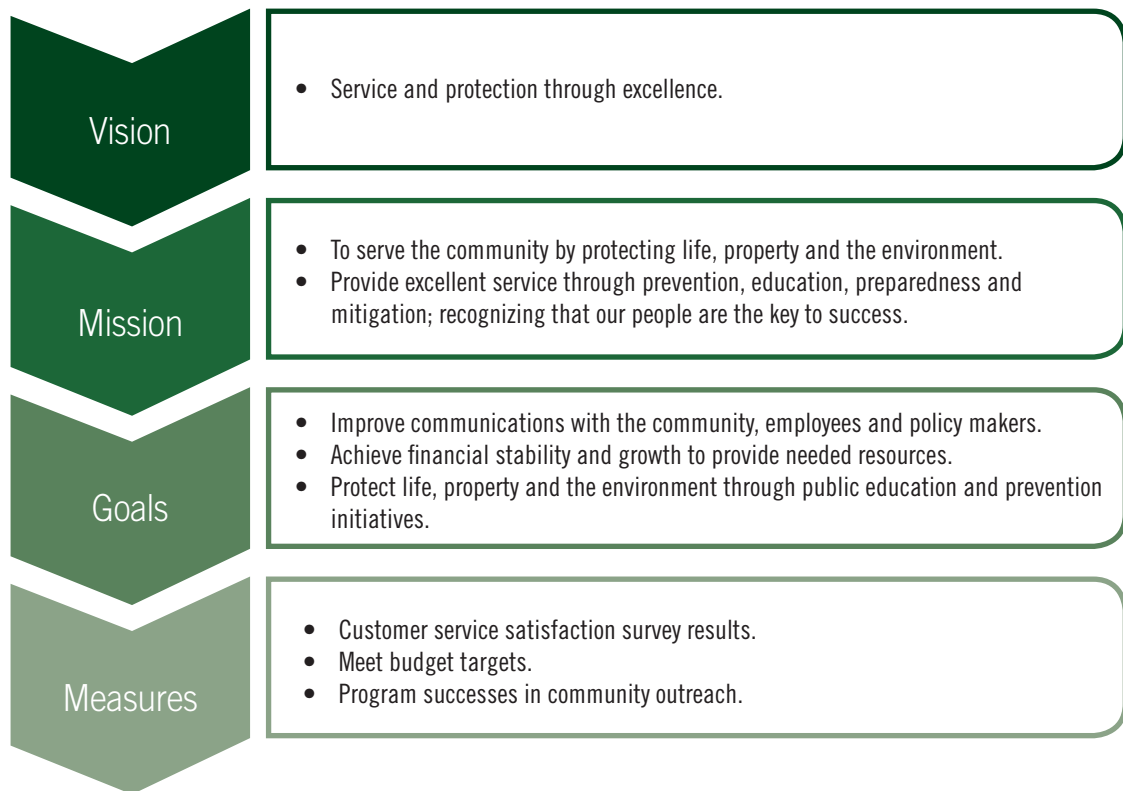 Vision
• Service and protection through excellence.
Mission
• To serve the community by protecting life, property and the environment.
• Provide excellent service through prevention, education, preparedness and
mitigation; recognizing that our people are the key to success.
Goals
• Improve communications with the community, employees and policy makers.
• Achieve financial stability and growth to provide needed resources.
• Protect life, property and the environment through public education and prevention
initiatives.
Measures
• Customer service satisfaction survey results.
• Meet budget targets.
• Program successes in community outreach.